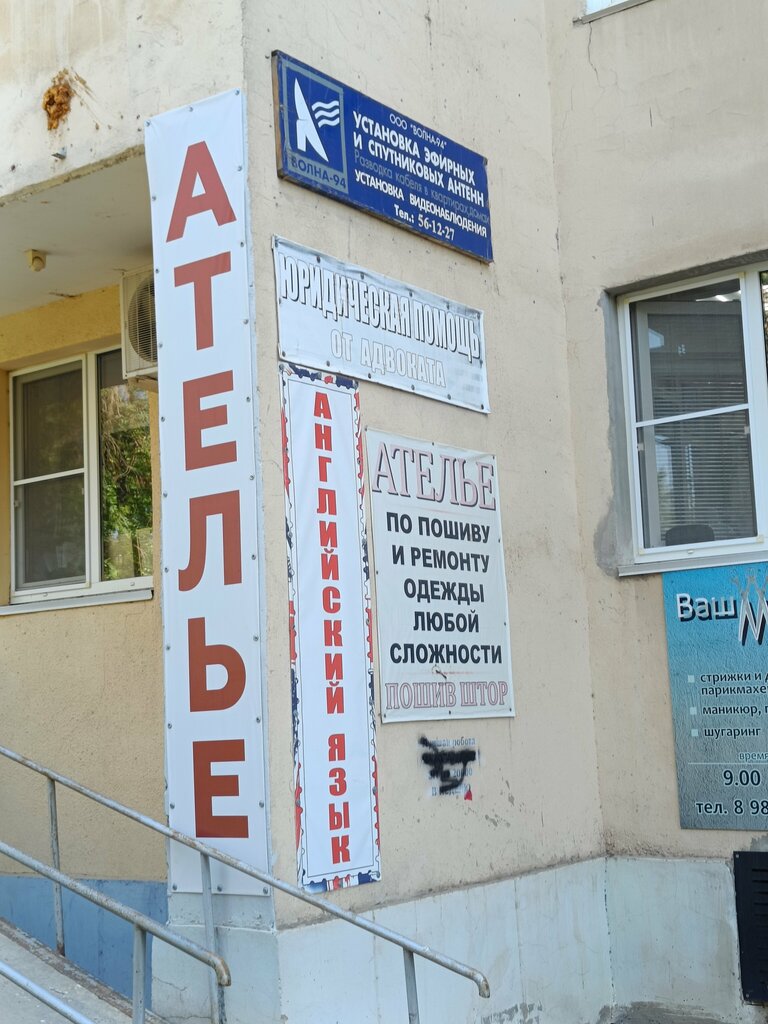 АТЕЛЬЕ
ООО "ВОЛНА-94"
УСТАНОВКА ЭФИРНЫХ
И СПУТНИКОВЫХ АНТЕНН
Разводка кабеля в квартирах, домах
УСТАНОВКА ВИДЕОНАБЛЮДЕНИЯ
Тел.: 56-12-27
ВОЛНА-94
ЮРИДИЧЕСКАЯ ПОМОЩЬ
ОТ АДВОКАТА
АНГЛИЙСКИЙ ЯЗЫК
АТЕЛЬЕ
ПО ПОШИВУ
И РЕМОНТУ
ОДЕЖДЫ
ЛЮБОЙ
СЛОЖНОСТИ
ПОШИВ ШТОР
Ваш М
стрижки и
парикмахе
маникюр,
шугаринг
время
9.00
тел. 8 98